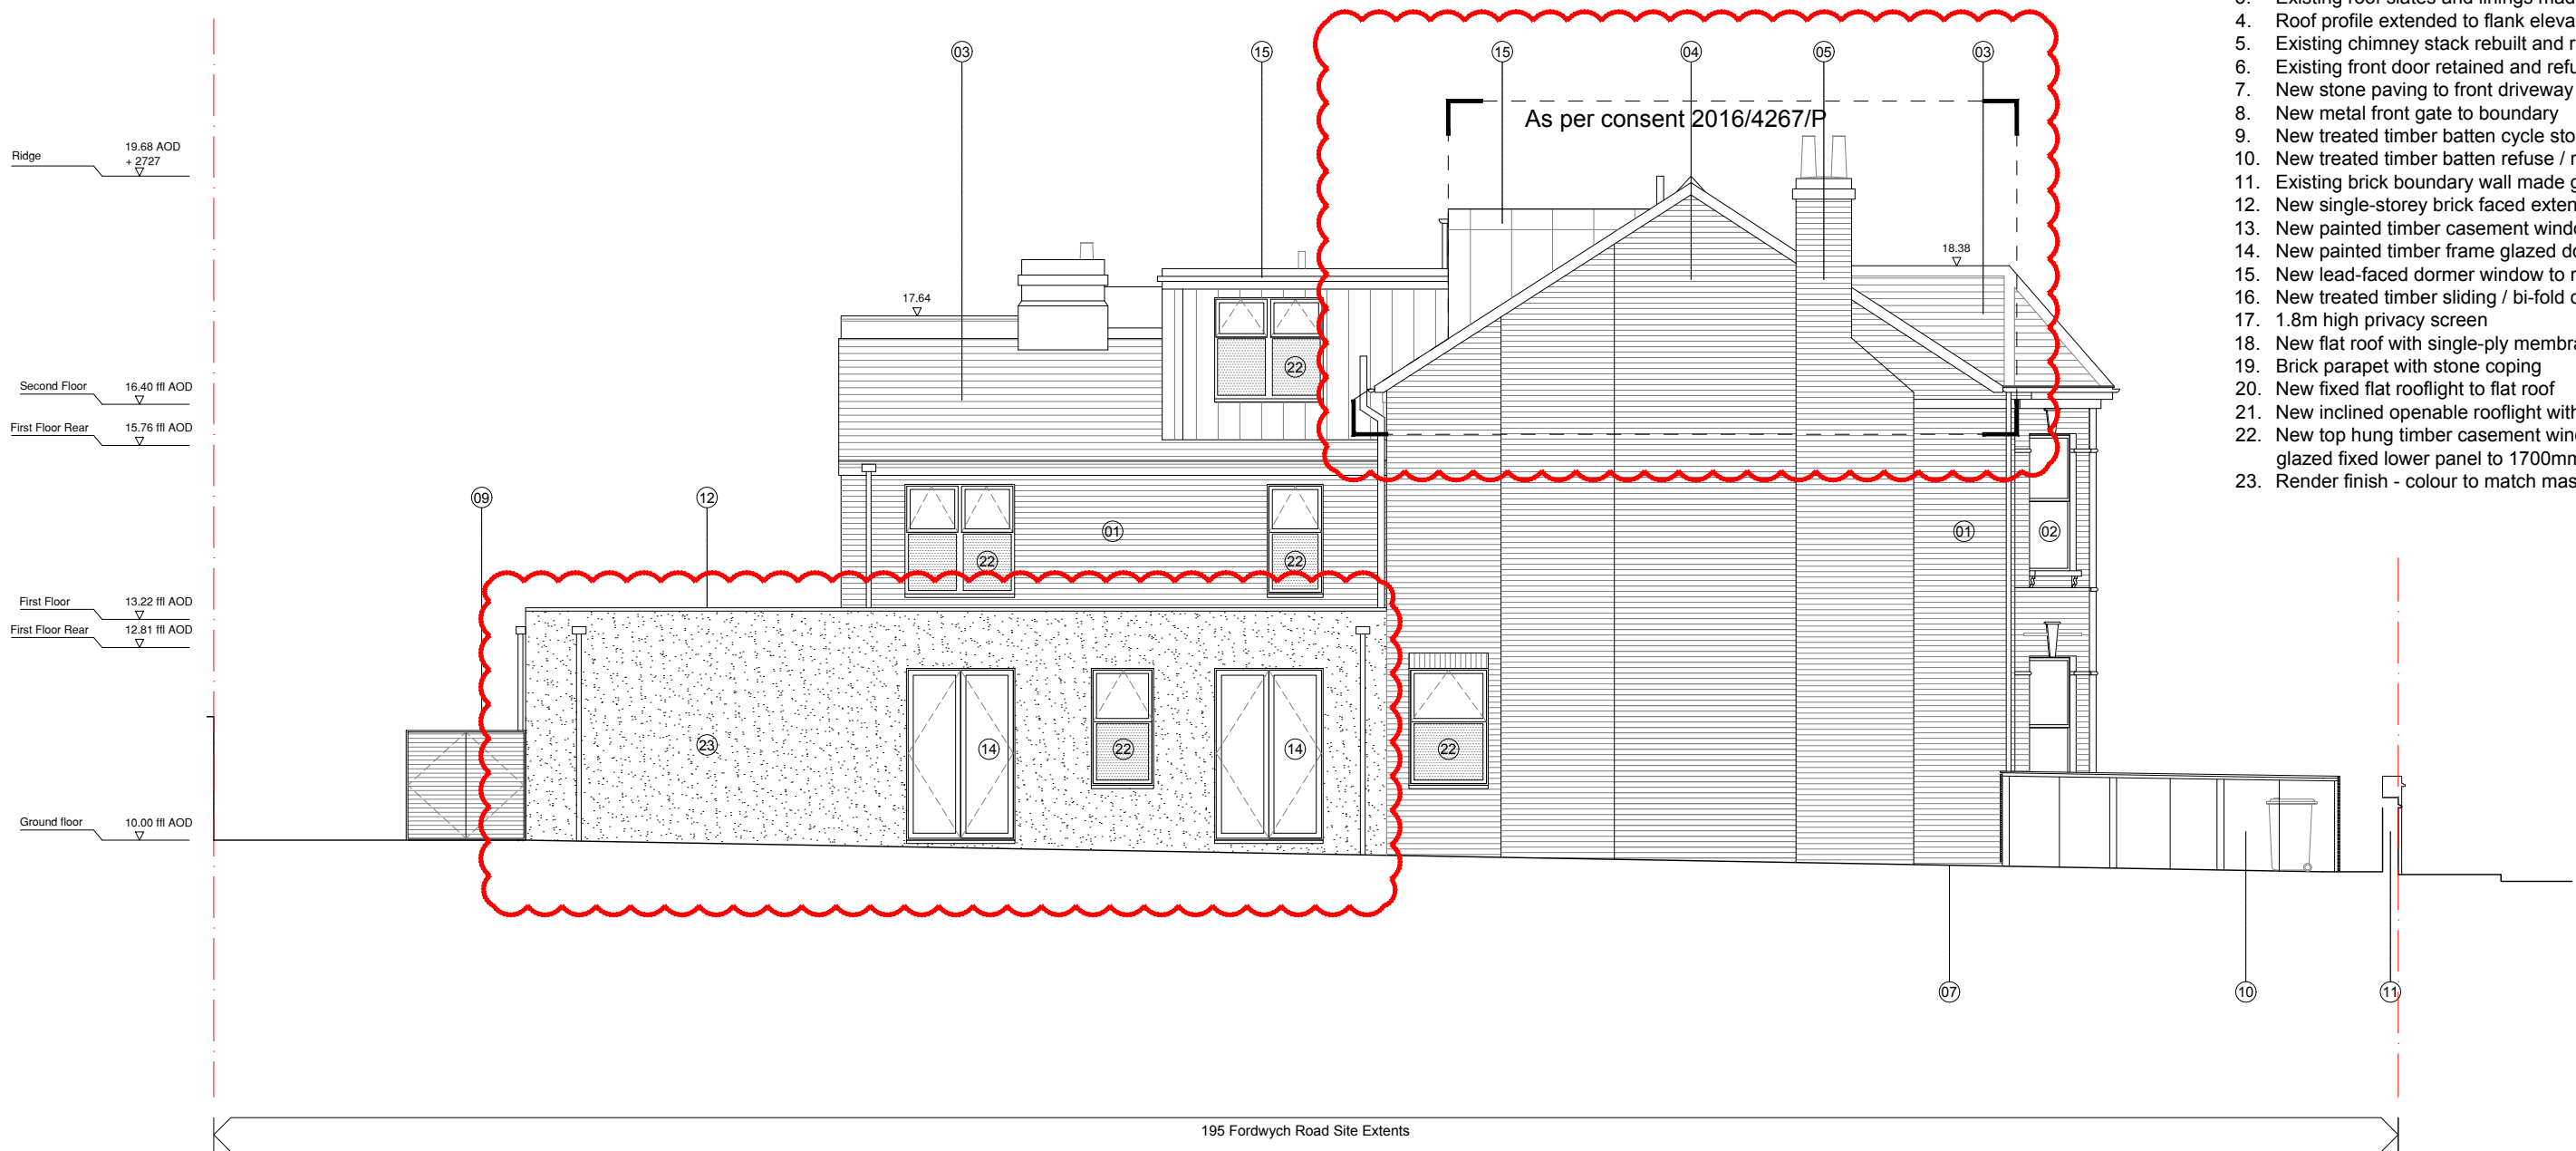 3. Existing roof slates and linings
4. Roof profile extended to flank
5. Existing chimney stack rebuilt and
6. Existing front door retained and
7. New stone paving to front driveway
8. New metal front gate to boundary
9. New treated timber batten cycle
10. New treated timber batten refuse /
11. Existing brick boundary wall made
12. New single-storey brick faced
13. New painted timber casement
14. New painted timber frame glazed
15. New lead-faced dormer window to
16. New treated timber sliding / bi-fold
17. 1.8m high privacy screen
18. New flat roof with single-ply
19. Brick parapet with stone coping
20. New fixed flat rooflight to flat roof
21. New inclined openable rooflight
22. New top hung timber casement
glazed fixed lower panel to
23. Render finish - colour to match
03
15
15
04
05
03
As per consent 2016/4267/P
Ridge
19.68 AOD
+ 2727
18.38
17.64
22
Second Floor
16.40 ffl AOD
First Floor Rear
15.76 ffl AOD
09
12
01
22
22
01
02
First Floor
13.22 ffl AOD
First Floor Rear
12.81 ffl AOD
23
14
22
14
22
Ground floor
10.00 ffl AOD
07
10
11
195 Fordwych Road Site Extents